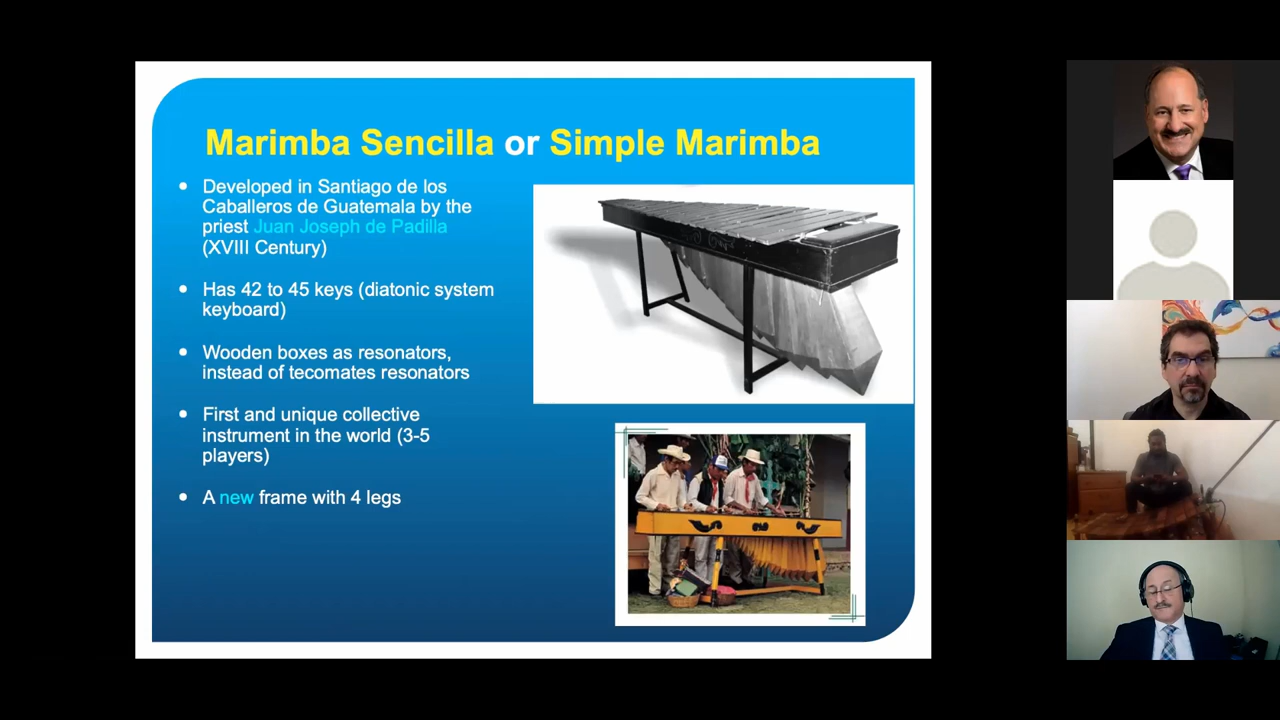 Marimba Sencilla or Simple Marimba
• Developed in Santiago de los
Caballeros de Guatemala by the
priest Juan Joseph de Padilla
(XVIII Century)
• Has 42 to 45 keys (diatonic system
keyboard)
• Wooden boxes as resonators,
instead of tecomates resonators
• First and unique collective
instrument in the world (3-5
players)
• A new frame with 4 legs